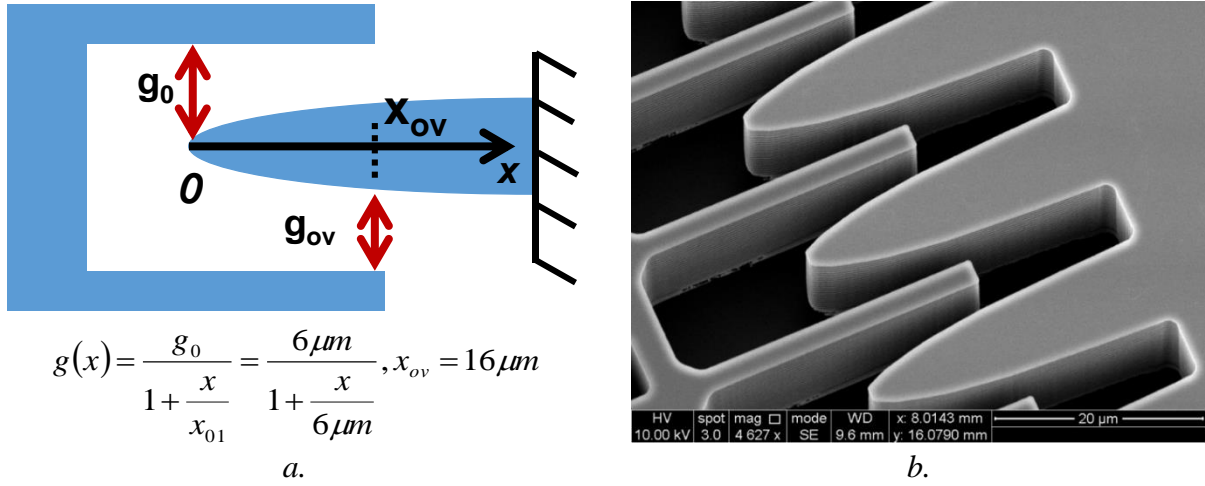 g0
0
xov
x
gov
g(x) = g0 / (1 + x/x01) = 6μm / (1 + x/6μm), xov = 16μm
a.
HV spot mag □ mode WD x: 8.0143 mm 20 μm
10.00 kV 3.0 4 627 x SE 9.6 mm y: 16.0790 mm
b.